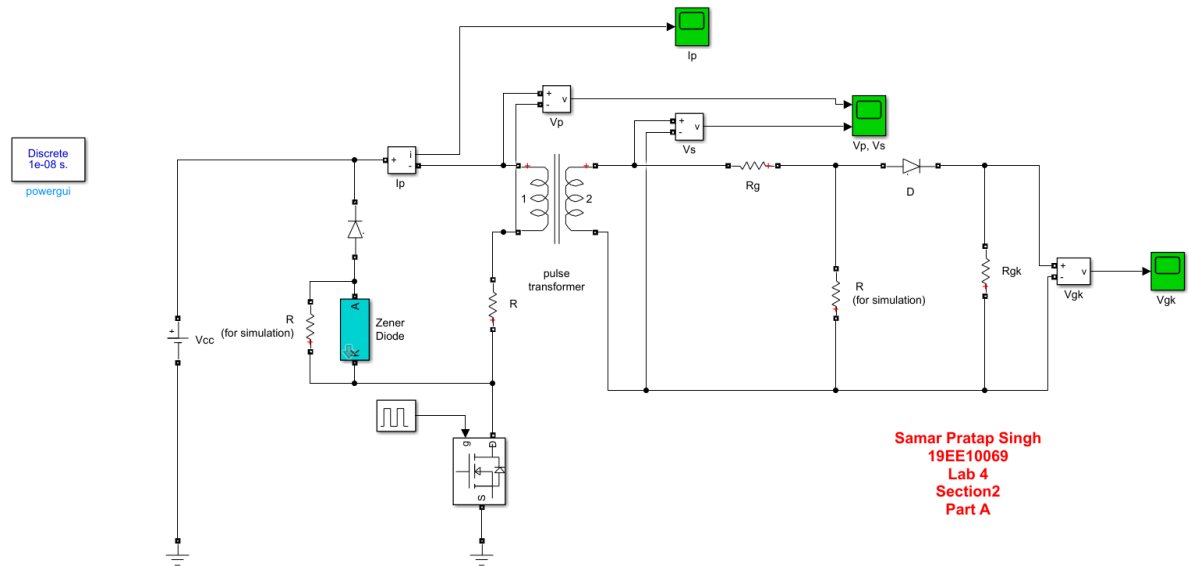 Ip
+
-
v
Vp
+
-
v
Vs
Vp, Vs
Discrete
1e-08 s.
powergui
+
i
-
Ip
+
1
2
+
pulse
transformer
+
Rg
D
R
(for simulation)
+
A
K
Zener
Diode
R
+
R
(for simulation)
+
Rgk
+
+
-
v
Vgk
Vgk
+
Vcc
g
D
S
Samar Pratap Singh
19EE10069
Lab 4
Section2
Part A